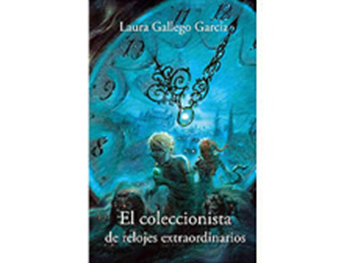 Laura Gallego García
El coleccionista
de relojes extraordinarios